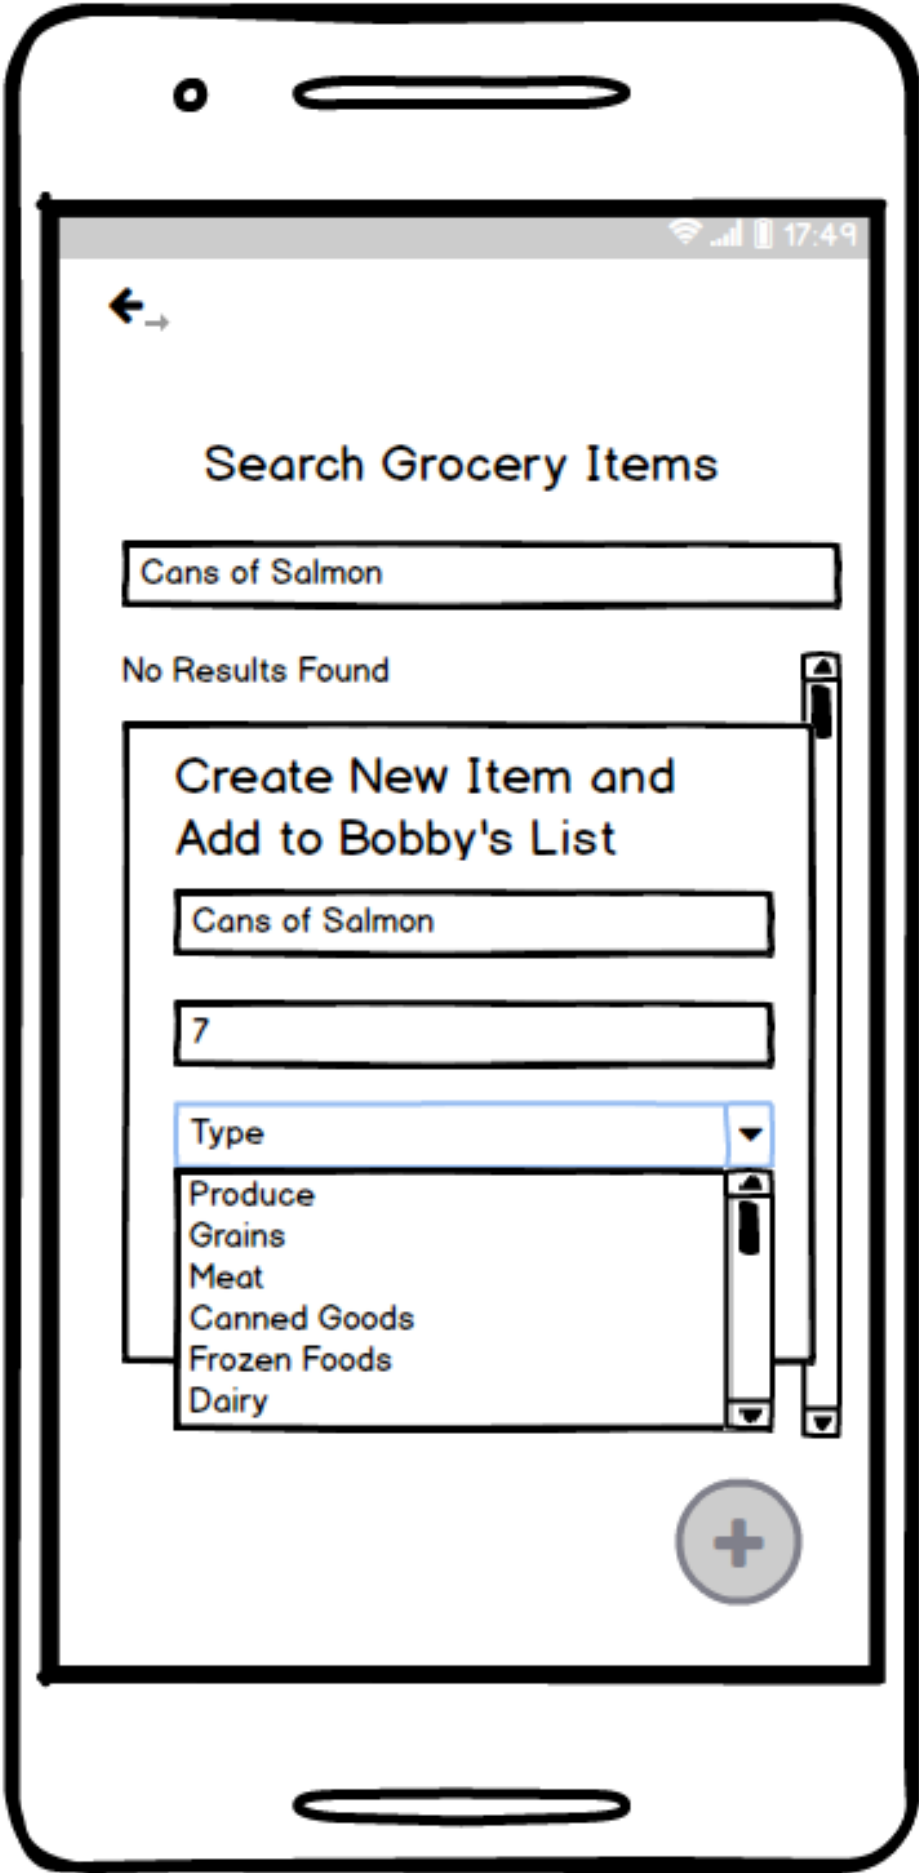 17:49
Search Grocery Items
Cans of Salmon
No Results Found
Create New Item and
Add to Bobby's List
Cans of Salmon
7
Type
Produce
Grains
Meat
Canned Goods
Frozen Foods
Dairy